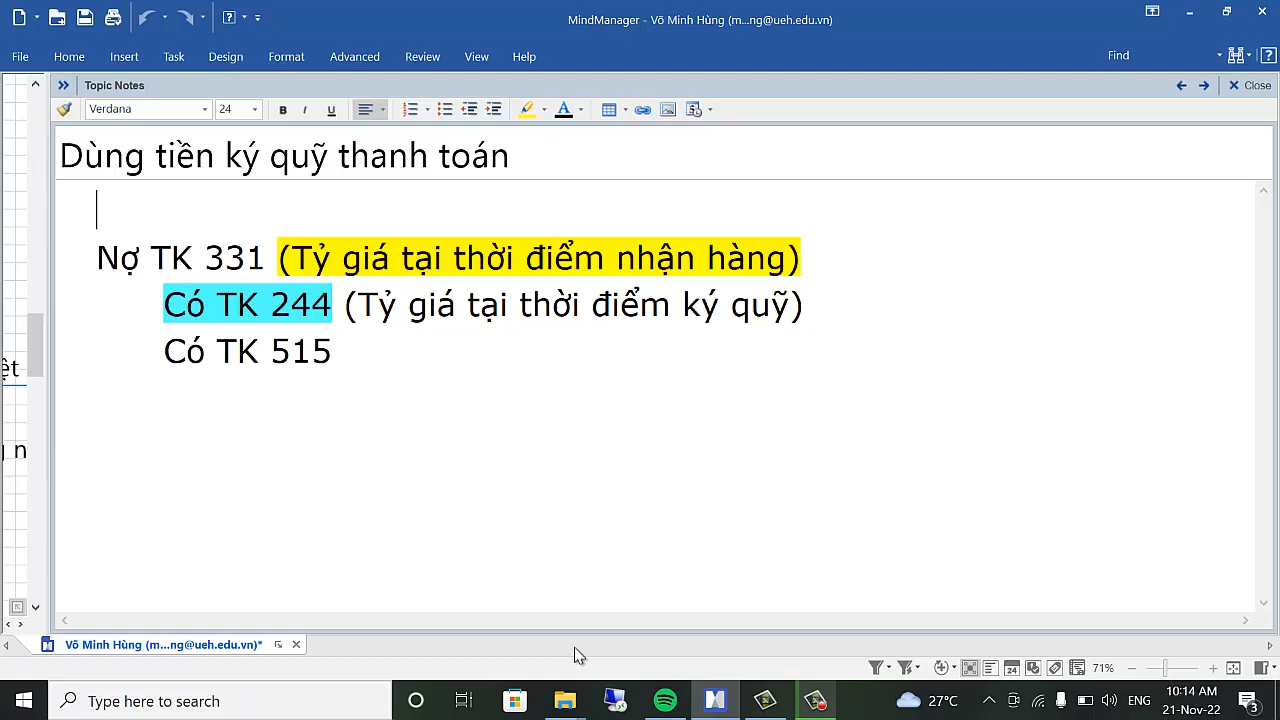 MindManager - Võ Minh Hùng (m...ng@ueh.edu.vn)
File Home Insert Task Design Format Advanced Review View Help Find
Topic Notes Close
Verdana 24 B I U A
Dùng tiền ký quỹ thanh toán
Nợ TK 331 (Tỷ giá tại thời điểm nhận hàng)
Có TK 244 (Tỷ giá tại thời điểm ký quỹ)
Có TK 515
ệt
n
Võ Minh Hùng (m...ng@ueh.edu.vn)*
24 71%
Type here to search
27°C ENG
10:14 AM
21-Nov-22
3